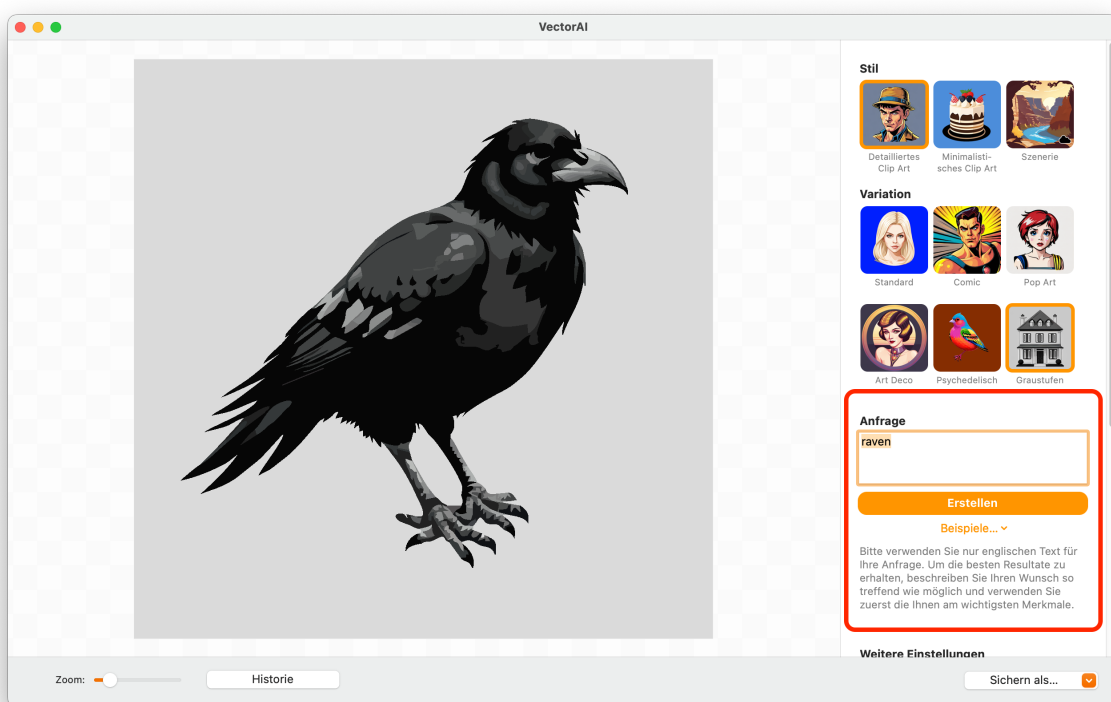 VectorAI
Stil
Detailliertes
Clip Art
Minimalisti-
sches Clip Art
Szenerie
Variation
Standard
Comic
Pop Art
Art Deco
Psychedelisch
Graustufen
Anfrage
raven
Erstellen
Beispiele...
Bitte verwenden Sie nur englischen Text für
Ihre Anfrage. Um die besten Resultate zu
erhalten, beschreiben Sie Ihren Wunsch so
treffend wie möglich und verwenden Sie
zuerst die Ihnen am wichtigsten Merkmale.
Weitere Einstellungen
Zoom:
Historie
Sichern als...